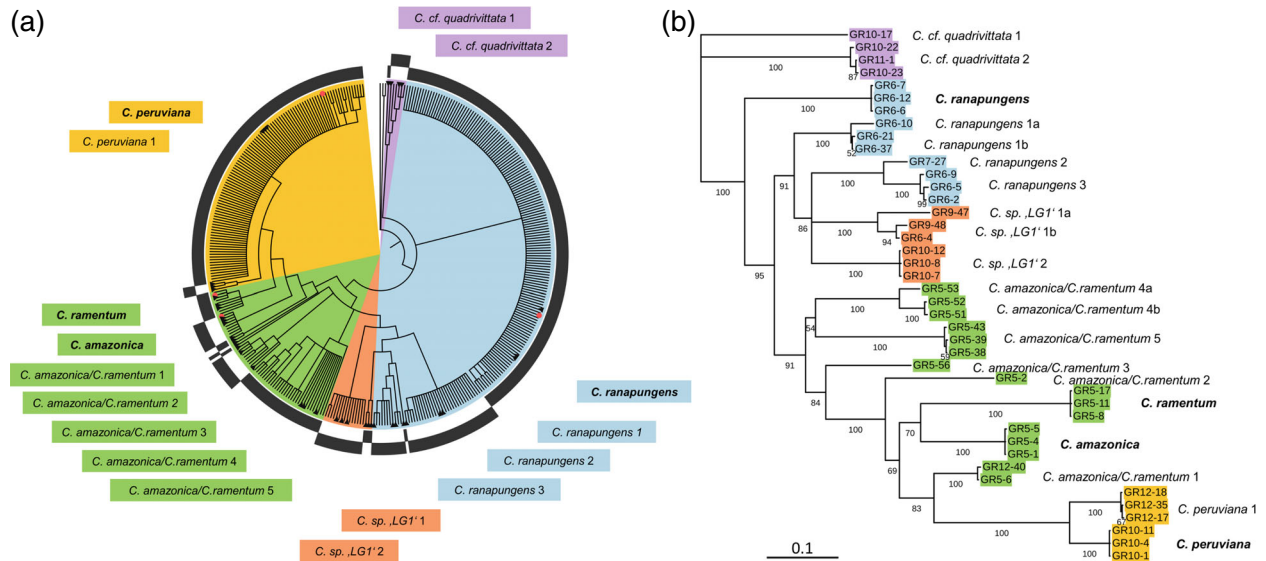 (a)
C. cf. quadrivittata 1
C. cf. quadrivittata 2
C. peruviana
C. peruviana 1
C. ramentum
C. amazonica
C. amazonica/C.ramentum 1
C. amazonica/C.ramentum 2
C. amazonica/C.ramentum 3
C. amazonica/C.ramentum 4
C. amazonica/C.ramentum 5
C. sp. ‚LG1‘ 1
C. sp. ‚LG1‘ 2
C. ranapungens
C. ranapungens 1
C. ranapungens 2
C. ranapungens 3
(b)
GR10-17 C. cf. quadrivittata 1
GR10-22
100 GR11-1 C. cf. quadrivittata 2
87 GR10-23
GR6-7
100 GR6-12 C. ranapungens
GR6-6
GR6-10 C. ranapungens 1a
100 GR6-21
52 GR6-37 C. ranapungens 1b
GR7-27 C. ranapungens 2
100 GR6-9
GR6-5 C. ranapungens 3
99 GR6-2
100
91
86
GR9-47 C. sp. ‚LG1‘ 1a
100 GR9-48 C. sp. ‚LG1‘ 1b
94 GR6-4
GR10-12
100 GR10-8 C. sp. ‚LG1‘ 2
GR10-7
95
GR5-53 C. amazonica/C.ramentum 4a
100 GR5-52 C. amazonica/C.ramentum 4b
100 GR5-51
54
GR5-43
100 GR5-39 C. amazonica/C.ramentum 5
59 GR5-38
91
GR5-56 C. amazonica/C.ramentum 3
84
GR5-2 C. amazonica/C.ramentum 2
GR5-17
100 GR5-11 C. ramentum
GR5-8
100
70
GR5-5
100 GR5-4 C. amazonica
GR5-1
69
GR12-40 C. amazonica/C.ramentum 1
100 GR5-6
83
GR12-18
100 GR12-35 C. peruviana 1
67 GR12-17
100
GR10-11
100 GR10-4 C. peruviana
GR10-1
0.1